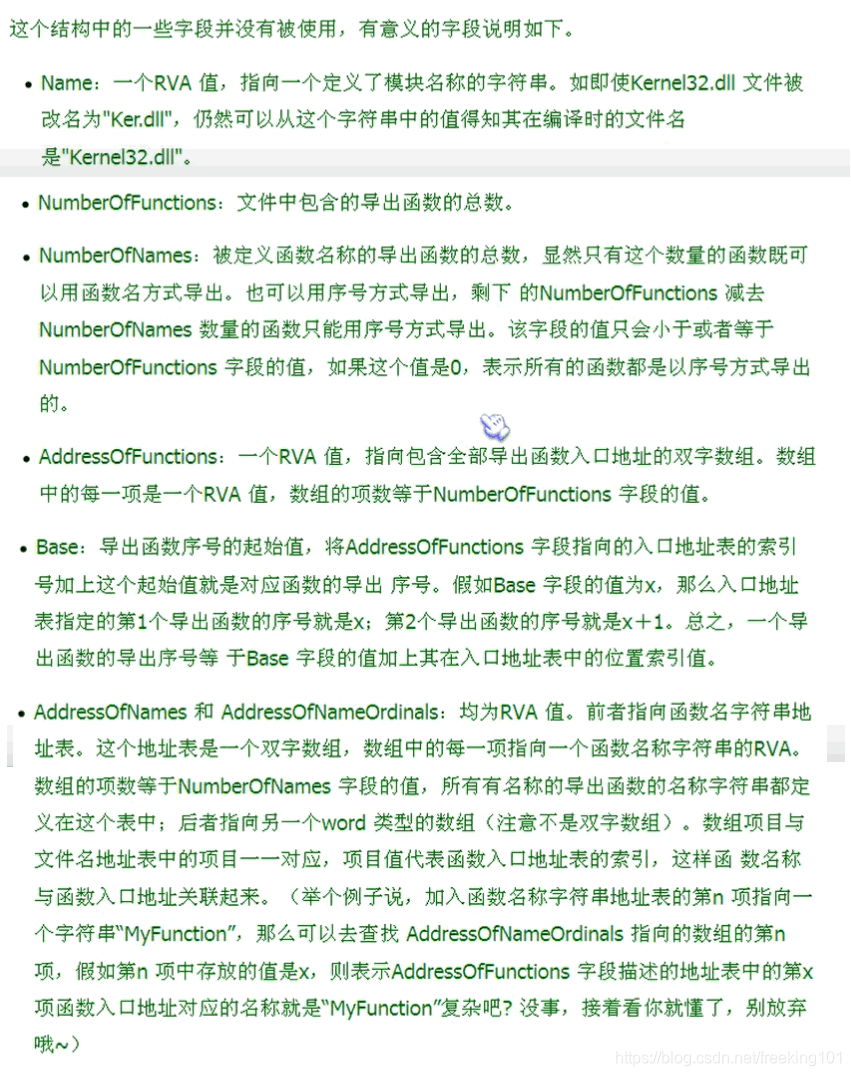 这个结构中的一些字段并没有被使用，有意义的字段说明如下。
• Name：一个RVA 值，指向一个定义了模块名称的字符串。如即使Kernel32.dll 文件被
改名为"Ker.dll"，仍然可以从这个字符串中的值得知其在编译时的文件名
是"Kernel32.dll"。
• NumberOfFunctions：文件中包含的导出函数的总数。
• NumberOfNames：被定义函数名称的导出函数的总数，显然只有这个数量的函数既可
以用函数名方式导出。也可以用序号方式导出，剩下 的NumberOfFunctions 减去
NumberOfNames 数量的函数只能用序号方式导出。该字段的值只会小于或者等于
NumberOfFunctions 字段的值，如果这个值是0，表示所有的函数都是以序号方式导出
的。
• AddressOfFunctions：一个RVA 值，指向包含全部导出函数入口地址的双字数组。数组
中的每一项是一个RVA 值，数组的项数等于NumberOfFunctions 字段的值。
• Base：导出函数序号的起始值，将AddressOfFunctions 字段指向的入口地址表的索引
号加上这个起始值就是对应函数的导出 序号。假如Base 字段的值为x，那么入口地址
表指定的第1个导出函数的序号就是x；第2个导出函数的序号就是x＋1。总之，一个导
出函数的导出序号等 于Base 字段的值加上其在入口地址表中的位置索引值。
• AddressOfNames 和 AddressOfNameOrdinals：均为RVA 值。前者指向函数名字符串地
址表。这个地址表是一个双字数组，数组中的每一项指向一个函数名称字符串的RVA。
数组的项数等于NumberOfNames 字段的值，所有有名称的导出函数的名称字符串都定
义在这个表中；后者指向另一个word 类型的数组（注意不是双字数组）。数组项目与
文件名地址表中的项目一一对应，项目值代表函数入口地址表的索引，这样函 数名称
与函数入口地址关联起来。（举个例子说，加入函数名称字符串地址表的第n 项指向一
个字符串“MyFunction”，那么可以去查找 AddressOfNameOrdinals 指向的数组的第n
项，假如第n 项中存放的值是x，则表示AddressOfFunctions 字段描述的地址表中的第x
项函数入口地址对应的名称就是“MyFunction”复杂吧？没事，接着看你就懂了，别放弃
哦~）
https://blog.csdn.net/freeking101